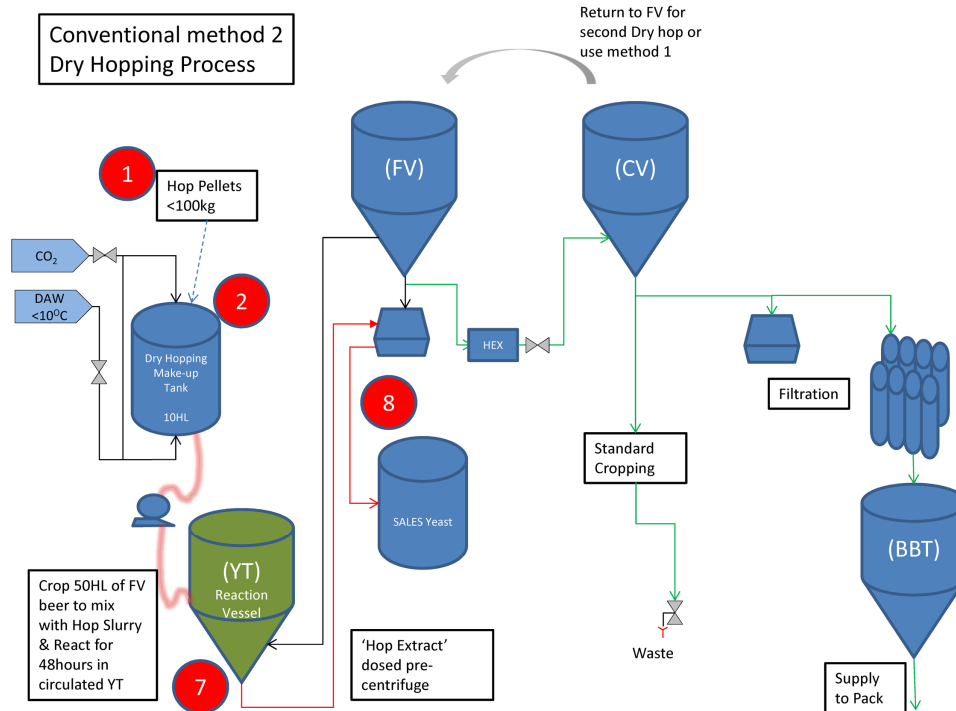 Conventional method 2
Dry Hopping Process
Return to FV for
second Dry hop or
use method 1
1
Hop Pellets
<100kg
(FV)
(CV)
CO₂
DAW
<10⁰C
2
Dry Hopping
Make-up
Tank
10HL
HEX
8
Filtration
Standard
Cropping
SALES Yeast
(YT)
Reaction
Vessel
(BBT)
Crop 50HL of FV
beer to mix
with Hop Slurry
& React for
48hours in
circulated YT
7
'Hop Extract'
dosed pre-
centrifuge
Waste
Supply
to Pack